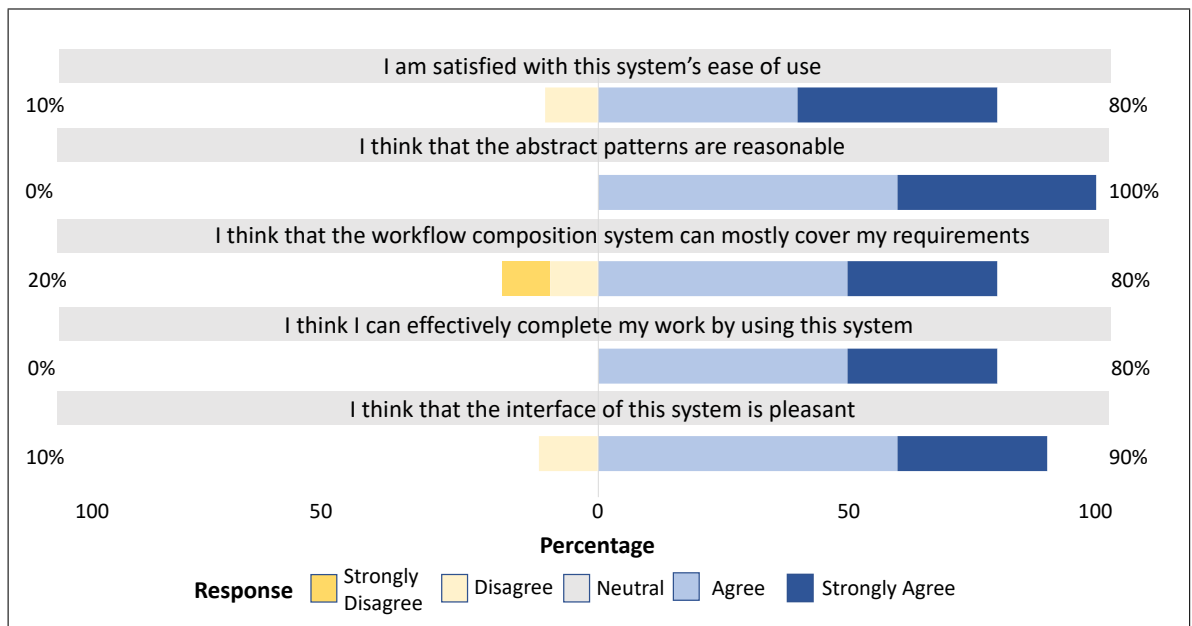 I am satisfied with this system's ease of use
10% 80%
I think that the abstract patterns are reasonable
0% 100%
I think that the workflow composition system can mostly cover my requirements
20% 80%
I think I can effectively complete my work by using this system
0% 80%
I think that the interface of this system is pleasant
10% 90%
100 50 0 50 100
Percentage
Response Strongly Disagree Disagree Neutral Agree Strongly Agree